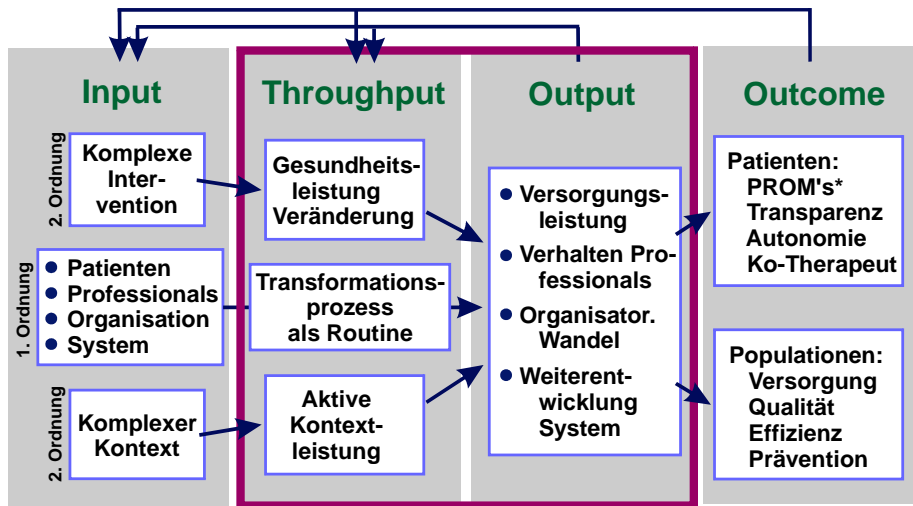 Input
Throughput
Output
Outcome
2. Ordnung
Komplexe
Inter-
vention
1. Ordnung
Patienten
Professionals
Organisation
System
2. Ordnung
Komplexer
Kontext
Gesundheits-
leistung
Veränderung
Transformations-
prozess
als Routine
Aktive
Kontext-
leistung
Versorgungs-
leistung
Verhalten Pro-
fessionals
Organisator.
Wandel
Weiterent-
wicklung
System
Patienten:
PROM's*
Transparenz
Autonomie
Ko-Therapeut
Populationen:
Versorgung
Qualität
Effizienz
Prävention